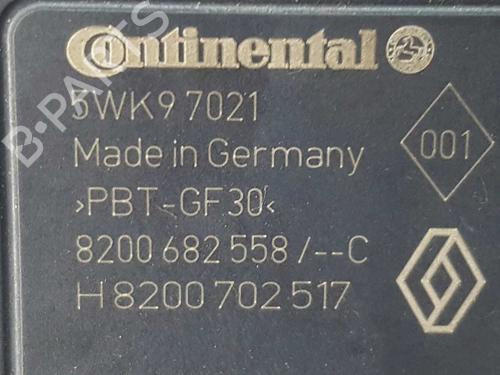 Continental
5WK9 7021
Made in Germany
001
>PBT-GF30<
8200 682 558 /--C
H 8200 702 517
B-PARTS